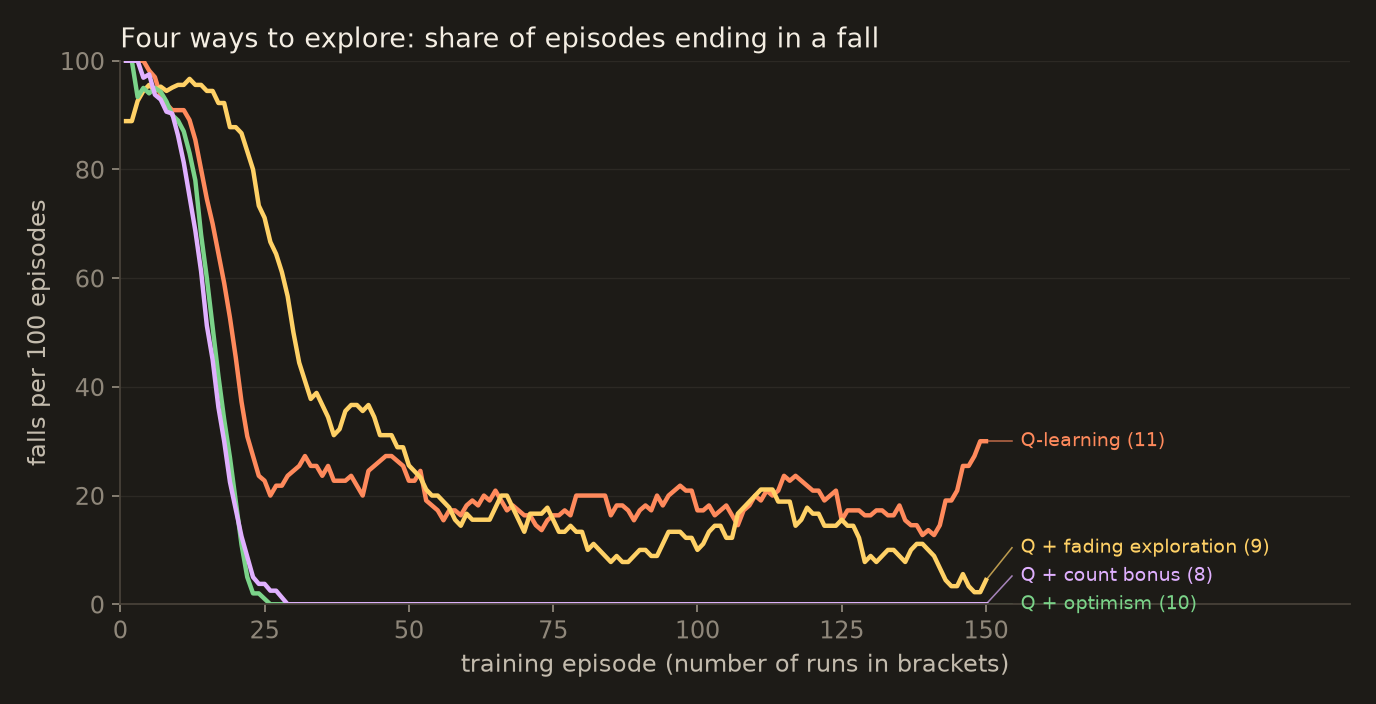 Four ways to explore: share of episodes ending in a fall
falls per 100 episodes
100
80
60
40
20
0
0 25 50 75 100 125 150
training episode (number of runs in brackets)
Q-learning (11)
Q + fading exploration (9)
Q + count bonus (8)
Q + optimism (10)